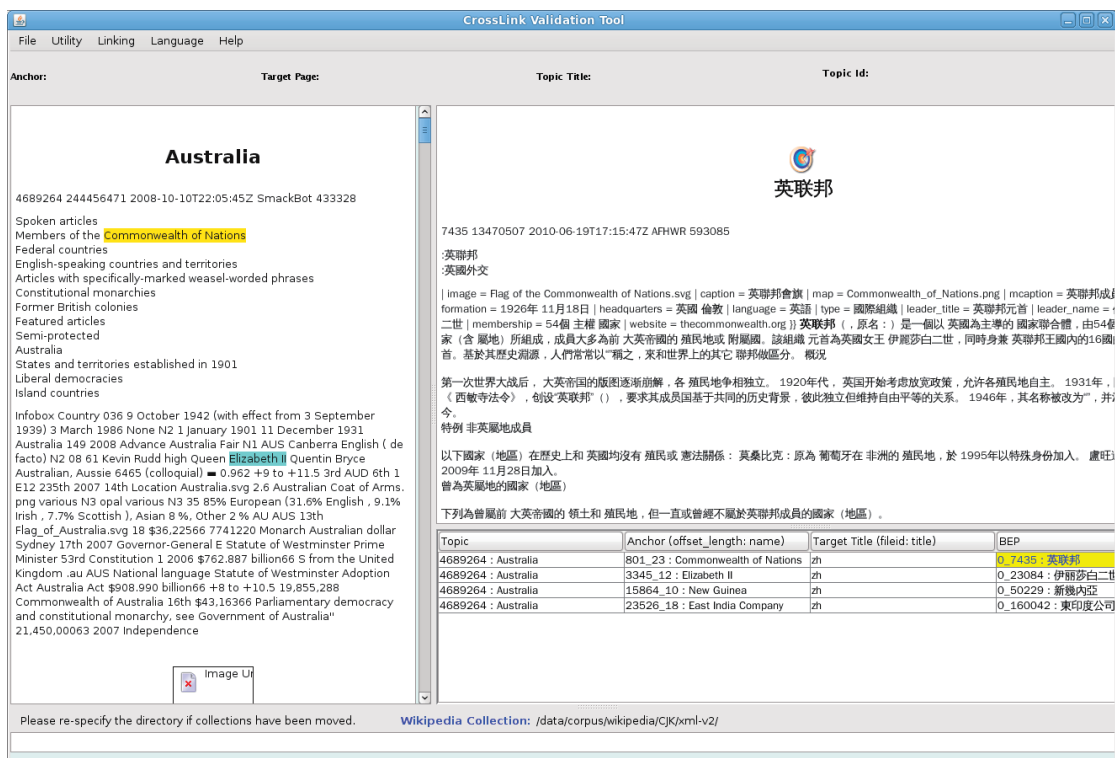 CrossLink Validation Tool
File Utility Linking Language Help
Anchor: Target Page: Topic Title: Topic Id:
Australia
4689264 244456471 2008-10-10T22:05:45Z SmackBot 433328
Spoken articles
Members of the Commonwealth of Nations
Federal countries
English-speaking countries and territories
Articles with specifically-marked weasel-worded phrases
Constitutional monarchies
Former British colonies
Featured articles
Semi-protected
Australia
States and territories established in 1901
Liberal democracies
Island countries
Infobox Country 036 9 October 1942 (with effect from 3 September
1939) 3 March 1986 None N2 1 January 1901 11 December 1931
Australia 149 2008 Advance Australia Fair N1 AUS Canberra English ( de
facto) N2 08 61 Kevin Rudd high Queen Elizabeth II Quentin Bryce
Australian, Aussie 6465 (colloquial) ▬ 0.962 +9 to +11.5 3rd AUD 6th 1
E12 235th 2007 14th Location Australia.svg 2.6 Australian Coat of Arms.
png various N3 opal various N3 35 85% European (31.6% English , 9.1%
Irish , 7.7% Scottish ), Asian 8 %, Other 2 % AU AUS 13th
Flag_of_Australia.svg 18 $36,22566 7741220 Monarch Australian dollar
Sydney 17th 2007 Governor-General E Statute of Westminster Prime
Minister 53rd Constitution 1 2006 $762.887 billion66 S from the United
Kingdom .au AUS National language Statute of Westminster Adoption
Act Australia Act $908.990 billion66 +8 to +10.5 19,855,288
Commonwealth of Australia 16th $43,16366 Parliamentary democracy
and constitutional monarchy, see Government of Australia"
21,450,00063 2007 Independence
Image Ur
英联邦
7435 13470507 2010-06-19T17:15:47Z AFHWR 593085
:英聯邦
:英國外交
| image = Flag of the Commonwealth of Nations.svg | caption = 英聯邦會旗 | map = Commonwealth_of_Nations.png | mcaption = 英聯邦成員
formation = 1926年 11月18日 | headquarters = 英國 倫敦 | language = 英語 | type = 國際組織 | leader_title = 英聯邦元首 | leader_name =
二世 | membership = 54個 主權 國家 | website = thecommonwealth.org }} 英联邦（ , 原名：）是一個以 英國為主導的 國家聯合體，由54個
家（含 屬地）所組成，成員大多為前 大英帝國的 殖民地或 附屬國。該組織 元首為英國女王 伊麗莎白二世，同時身兼 英聯邦王國內的16國
首。基於其歷史淵源，人們常常以""稱之，來和世界上的其它 聯邦做區分。 概況
第一次世界大战后， 大英帝国的版图逐渐崩解，各 殖民地争相独立。 1920年代， 英国开始考虑放宽政策，允许各殖民地自主。 1931年，
《 西敏寺法令》，创设“英联邦”（），要求其成员国基于共同的历史背景，彼此独立但维持自由平等的关系。 1946年，其名称被改为“”，并
今。
特例 非英屬地成員
以下國家（地區）在歷史上和 英國均沒有 殖民或 憲法關係： 莫桑比克：原為 葡萄牙在 非洲的 殖民地，於 1995年以特殊身份加入。 盧旺
2009年 11月28日加入。
曾為英屬地的國家（地區）
下列為曾屬前 大英帝國的 領土和 殖民地，但一直或曾經不屬於英聯邦成員的國家（地區）。
Topic Anchor (offset_length: name) Target Title (fileid: title) BEP
4689264 : Australia 801_23 : Commonwealth of Nations zh 0_7435 : 英联邦
4689264 : Australia 3345_12 : Elizabeth II zh 0_23084 : 伊丽莎白二世
4689264 : Australia 15864_10 : New Guinea zh 0_50229 : 新幾內亞
4689264 : Australia 23526_18 : East India Company zh 0_160042 : 東印度公司
Please re-specify the directory if collections have been moved. Wikipedia Collection: /data/corpus/wikipedia/CJK/xml-v2/